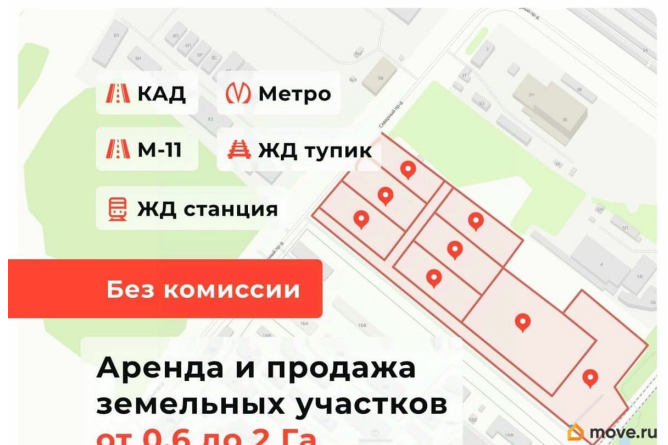 КАД
Метро
М-11
ЖД тупик
ЖД станция
Без комиссии
Аренда и продажа
земельных участков
от 0,6 до 2 Га
move.ru